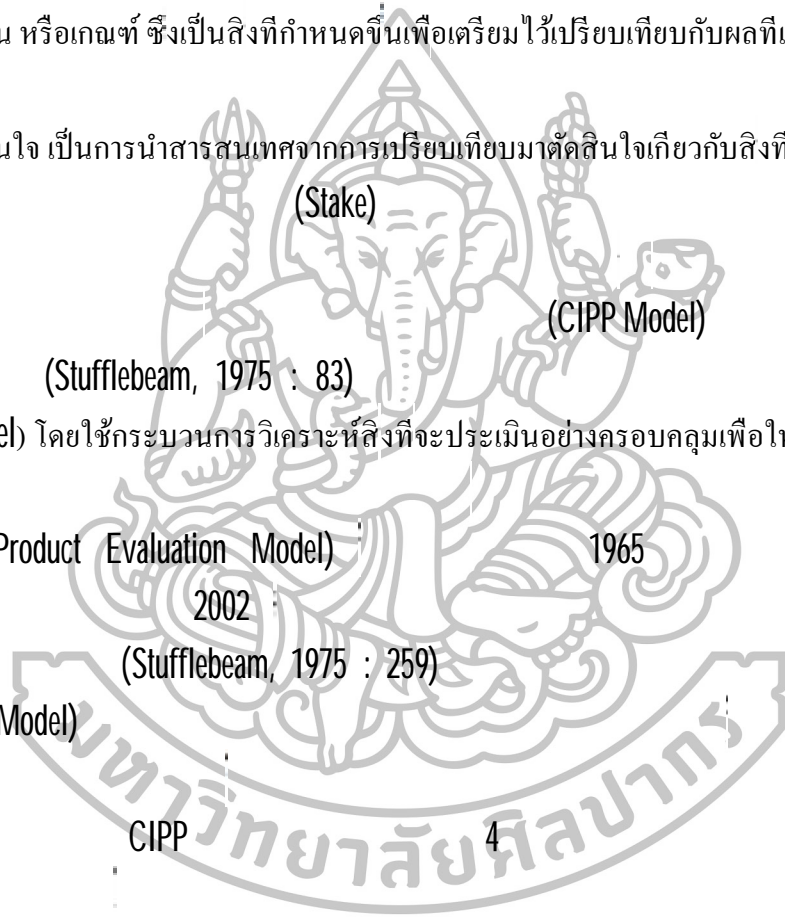 น หรือเกณฑ์ ซึ่งเป็นสิ่งที่กำหนดขึ้นเพื่อเตรียมไว้เปรียบเทียบกับผลที่
นใจ เป็นการนำสารสนเทศจากการเปรียบเทียบมาตัดสินใจเกี่ยวกับสิ่งที่
(Stake)
(CIPP Model)
(Stufflebeam, 1975 : 83)
el) โดยใช้กระบวนการวิเคราะห์สิ่งที่จะประเมินอย่างครอบคลุมเพื่อให
Product Evaluation Model) 1965
2002
(Stufflebeam, 1975 : 259)
Model)
CIPP 4
มหาวิทยาลัยศิลปากร